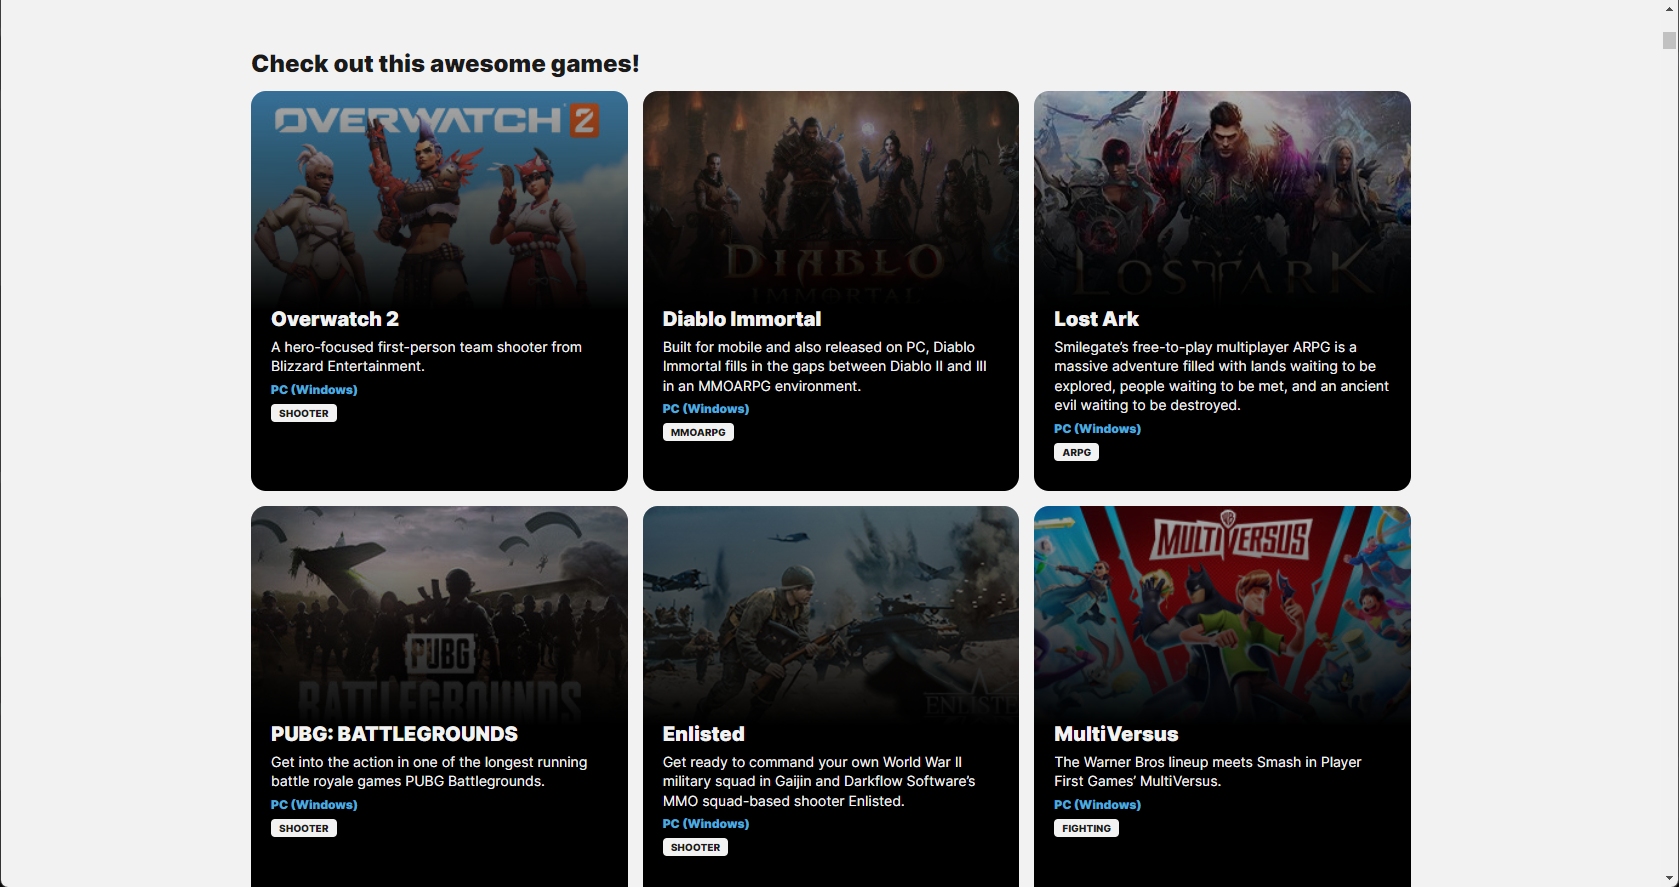 Check out this awesome games!
OVERWATCH 2
Overwatch 2
A hero-focused first-person team shooter from
Blizzard Entertainment.
PC (Windows)
SHOOTER
DIABLO
IMMORTAL
Diablo Immortal
Built for mobile and also released on PC, Diablo
Immortal fills in the gaps between Diablo II and III
in an MMOARPG environment.
PC (Windows)
MMOARPG
LOST ARK
Lost Ark
Smilegate’s free-to-play multiplayer ARPG is a
massive adventure filled with lands waiting to be
explored, people waiting to be met, and an ancient
evil waiting to be destroyed.
PC (Windows)
ARPG
PUBG
BATTLEGROUNDS
PUBG: BATTLEGROUNDS
Get into the action in one of the longest running
battle royale games PUBG Battlegrounds.
PC (Windows)
SHOOTER
ENLISTE
Enlisted
Get ready to command your own World War II
military squad in Gaijin and Darkflow Software’s
MMO squad-based shooter Enlisted.
PC (Windows)
SHOOTER
MULTIVERSUS
MultiVersus
The Warner Bros lineup meets Smash in Player
First Games’ MultiVersus.
PC (Windows)
FIGHTING